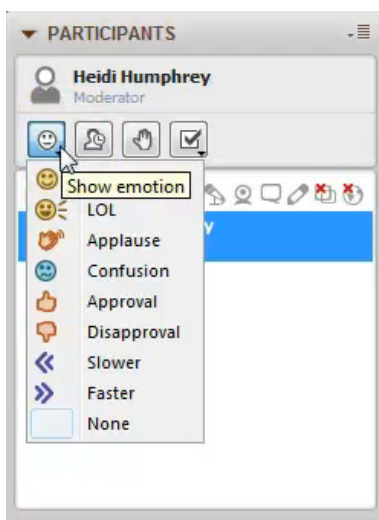 PARTICIPANTS
Heidi Humphrey
Moderator
Show emotion
LOL
Applause
Confusion
Approval
Disapproval
Slower
Faster
None